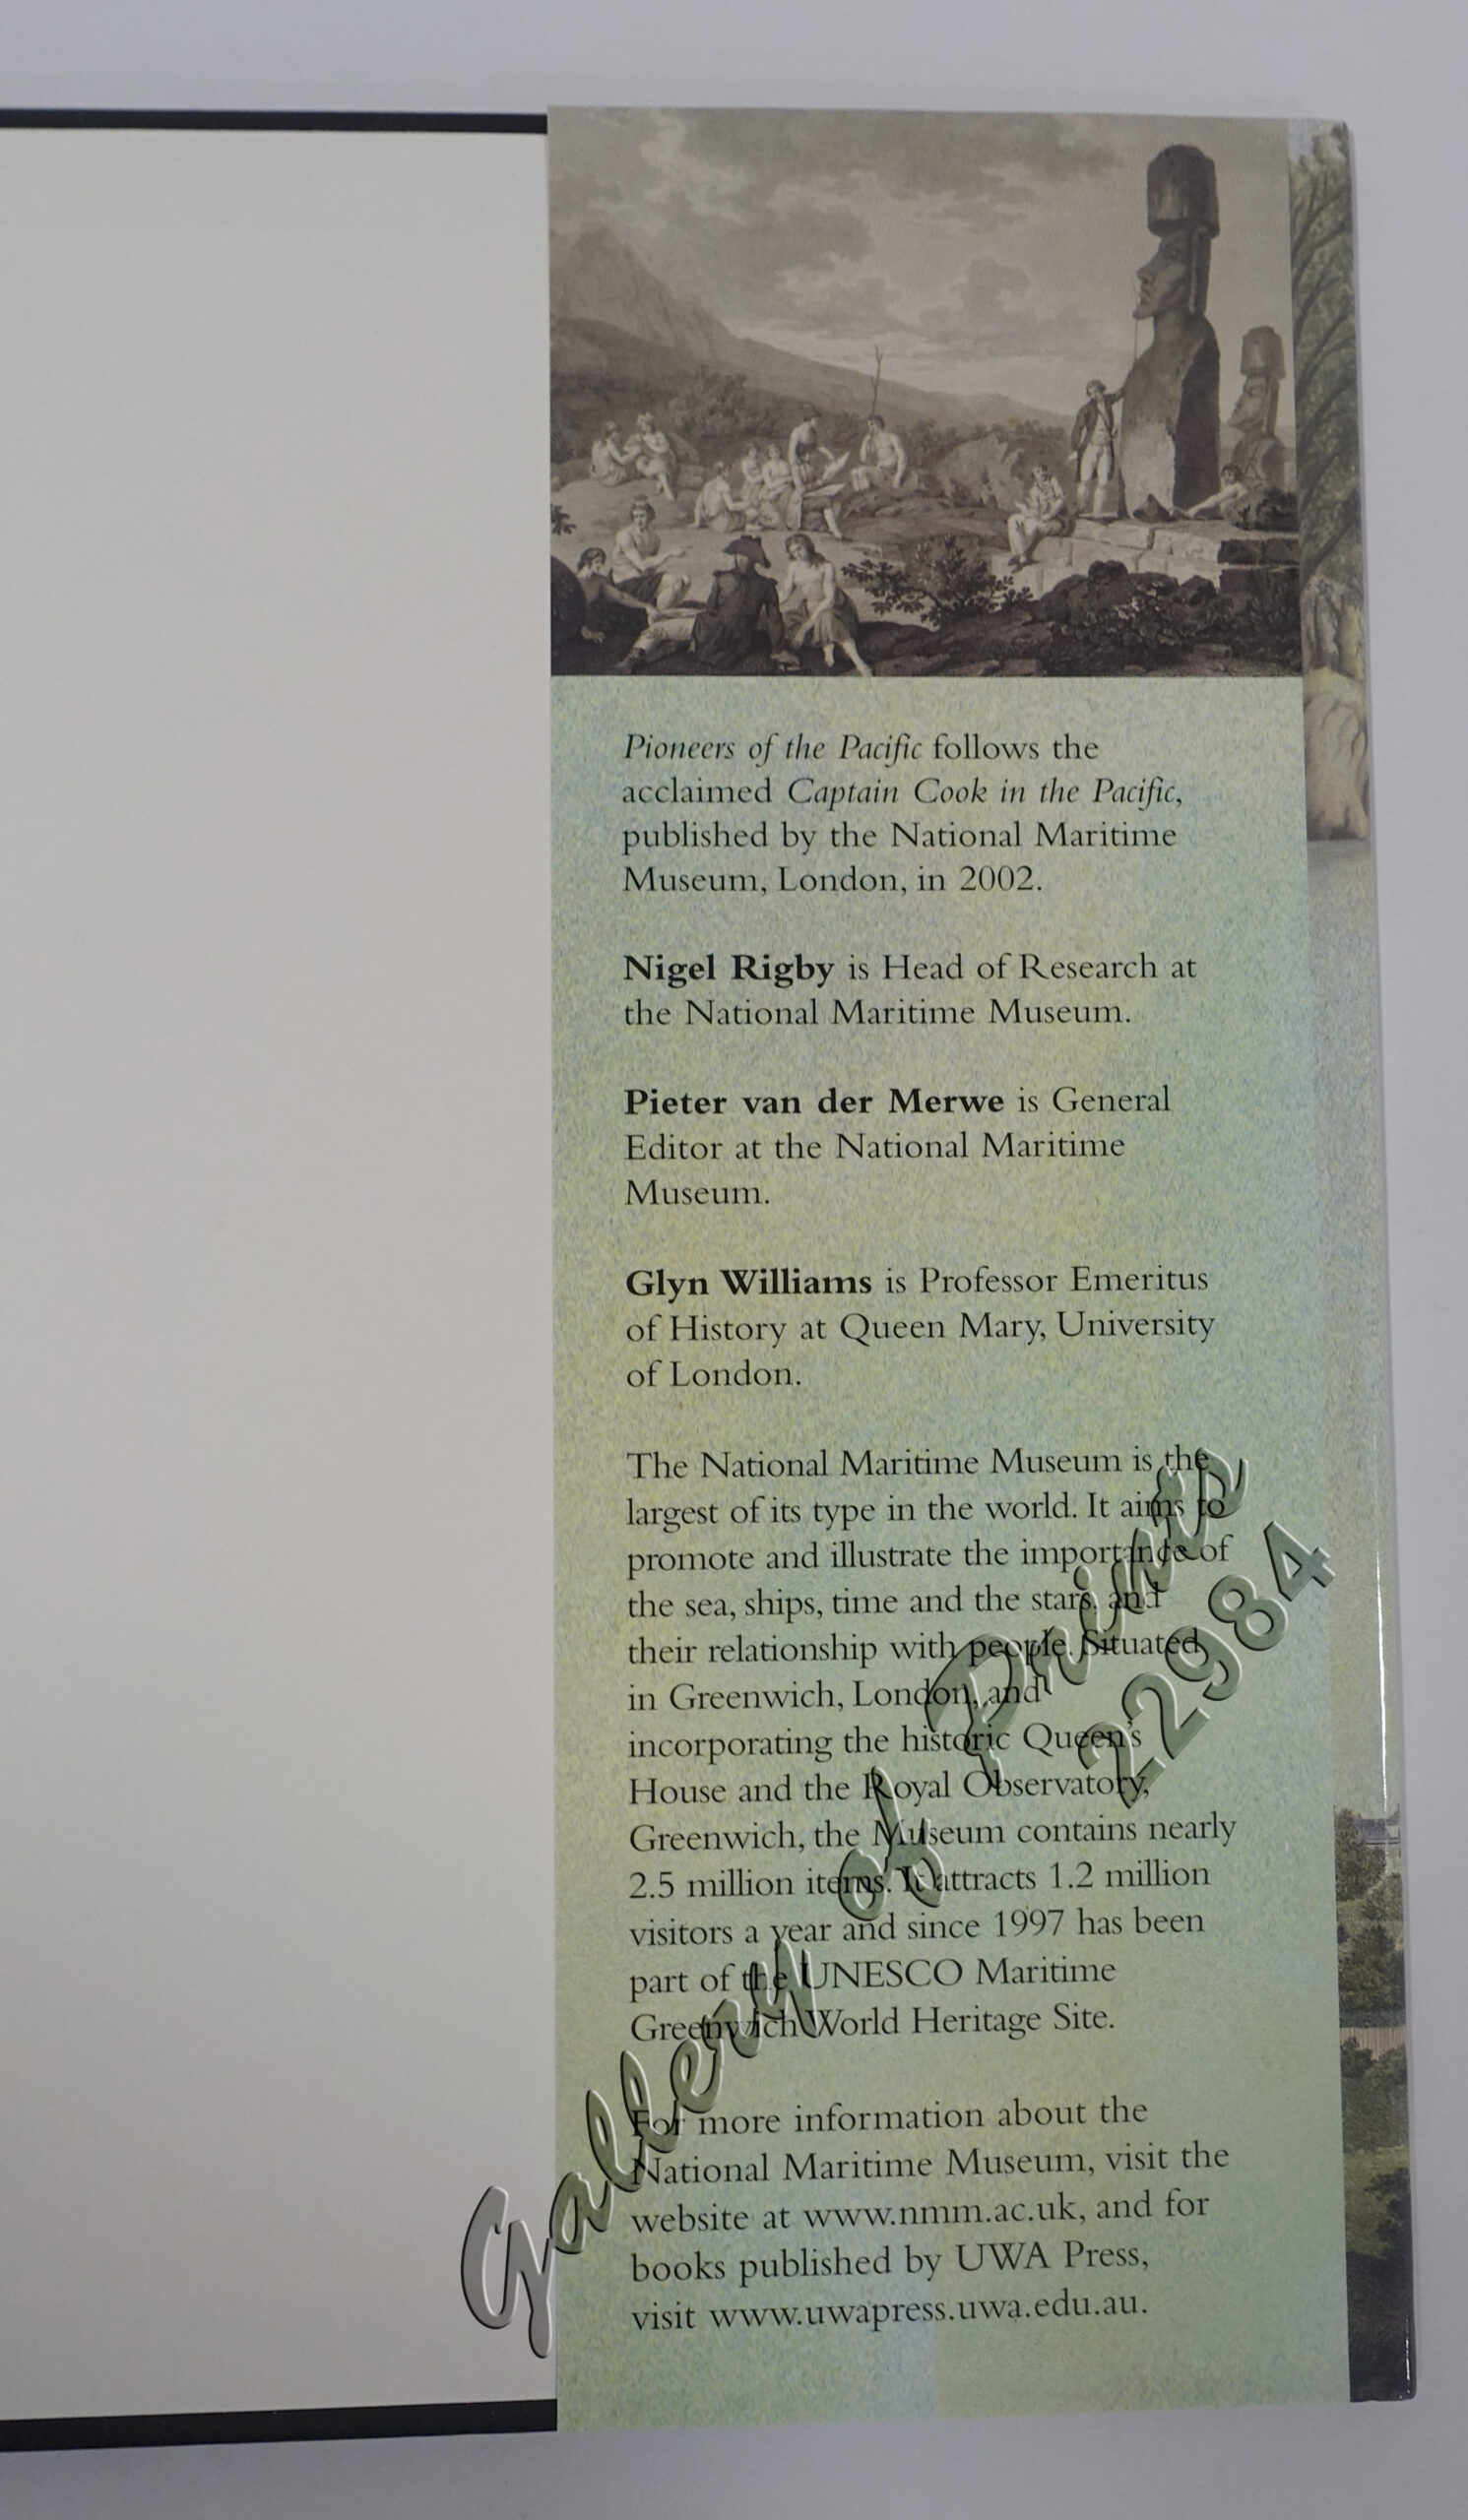 Pioneers of the Pacific follows the
acclaimed Captain Cook in the Pacific,
published by the National Maritime
Museum, London, in 2002.
Nigel Rigby is Head of Research at
the National Maritime Museum.
Pieter van der Merwe is General
Editor at the National Maritime
Museum.
Glyn Williams is Professor Emeritus
of History at Queen Mary, University
of London.
The National Maritime Museum is the
largest of its type in the world. It aims to
promote and illustrate the importance of
the sea, ships, time and the stars, and
their relationship with people. Situated
in Greenwich, London, and
incorporating the historic Queen's
House and the Royal Observatory,
Greenwich, the Museum contains nearly
2.5 million items. It attracts 1.2 million
visitors a year and since 1997 has been
part of the UNESCO Maritime
Greenwich World Heritage Site.
For more information about the
National Maritime Museum, visit the
website at www.nmm.ac.uk, and for
books published by UWA Press,
visit www.uwapress.uwa.edu.au.
Gallery of Prints
22984